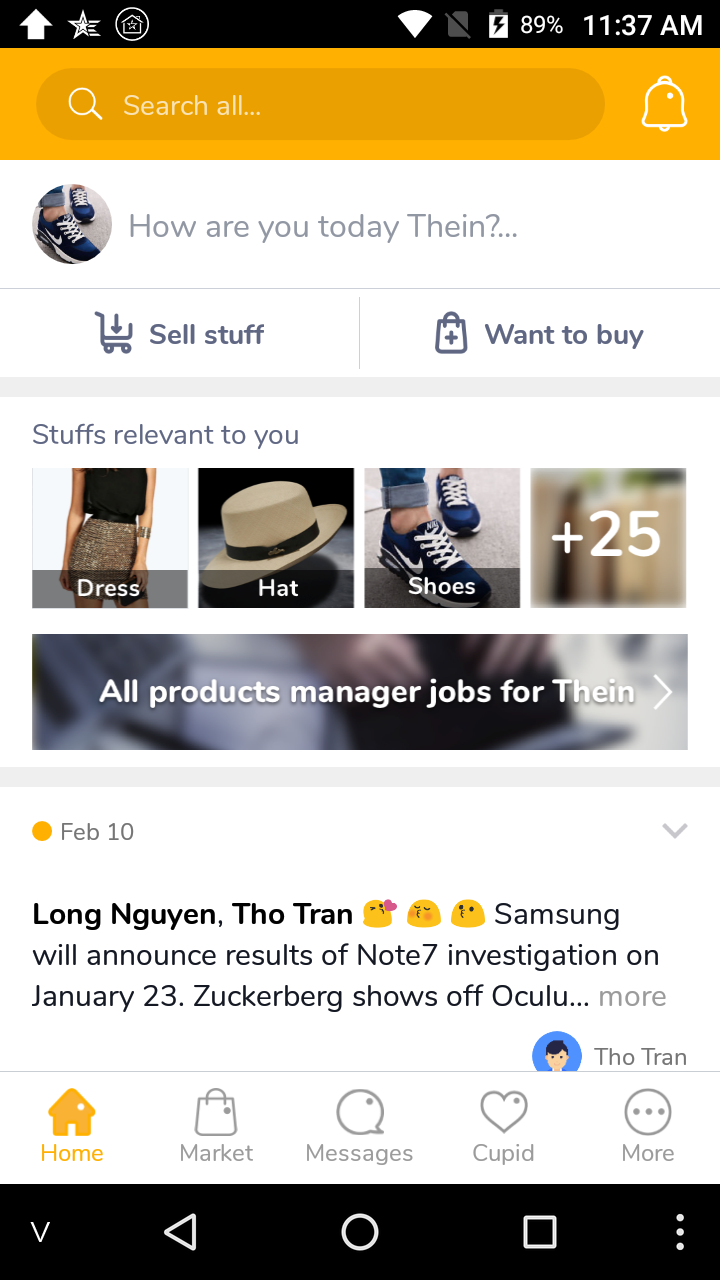 89% 11:37 AM
Search all...
How are you today Thein?...
Sell stuff
Want to buy
Stuffs relevant to you
Dress
Hat
Shoes
+25
All products manager jobs for Thein
Feb 10
Long Nguyen, Tho Tran 😘 😚 😗 Samsung
will announce results of Note7 investigation on
January 23. Zuckerberg shows off Oculu... more
Tho Tran
Home
Market
Messages
Cupid
More